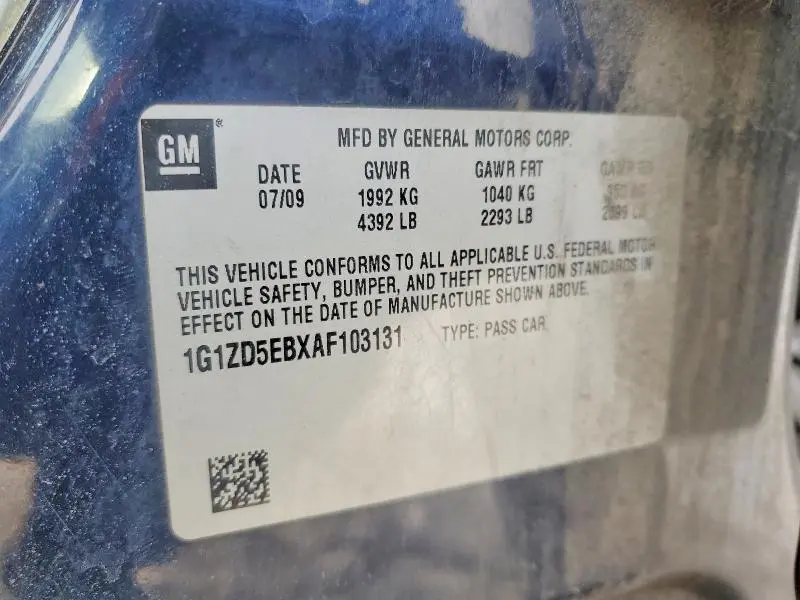 GM
MFD BY GENERAL MOTORS CORP.
DATE GVWR GAWR FRT GAWR RR
07/09 1992 KG 1040 KG
4392 LB 2293 LB
THIS VEHICLE CONFORMS TO ALL APPLICABLE U.S. FEDERAL MOTOR
VEHICLE SAFETY, BUMPER, AND THEFT PREVENTION STANDARDS IN
EFFECT ON THE DATE OF MANUFACTURE SHOWN ABOVE.
1G1ZD5EBXAF103131 TYPE: PASS CAR